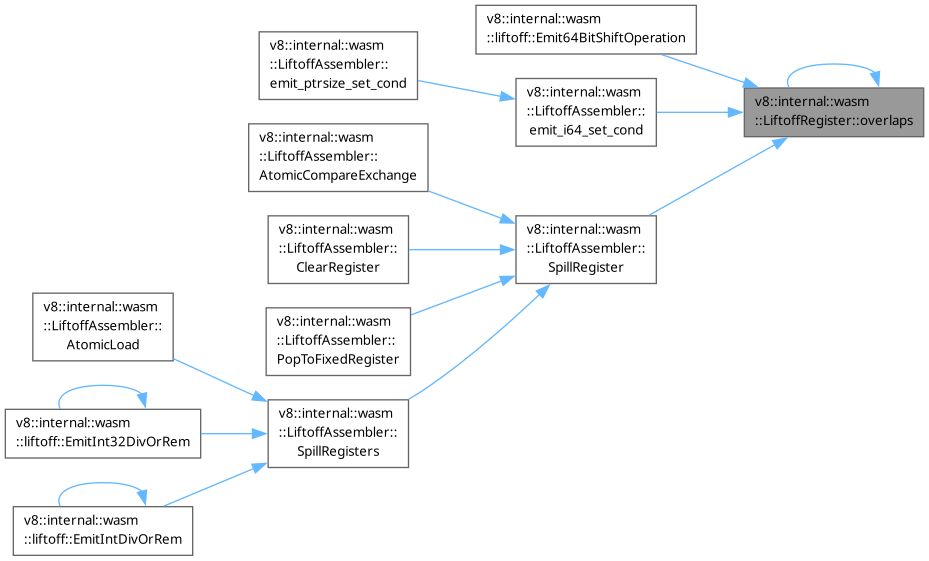 v8::internal::wasm
::liftoff::Emit64BitShiftOperation
v8::internal::wasm
::LiftoffAssembler::
emit_ptrsize_set_cond
v8::internal::wasm
::LiftoffAssembler::
emit_i64_set_cond
v8::internal::wasm
::LiftoffRegister::overlaps
v8::internal::wasm
::LiftoffAssembler::
AtomicCompareExchange
v8::internal::wasm
::LiftoffAssembler::
ClearRegister
v8::internal::wasm
::LiftoffAssembler::
SpillRegister
v8::internal::wasm
::LiftoffAssembler::
PopToFixedRegister
v8::internal::wasm
::LiftoffAssembler::
AtomicLoad
v8::internal::wasm
::liftoff::EmitInt32DivOrRem
v8::internal::wasm
::LiftoffAssembler::
SpillRegisters
v8::internal::wasm
::liftoff::EmitIntDivOrRem